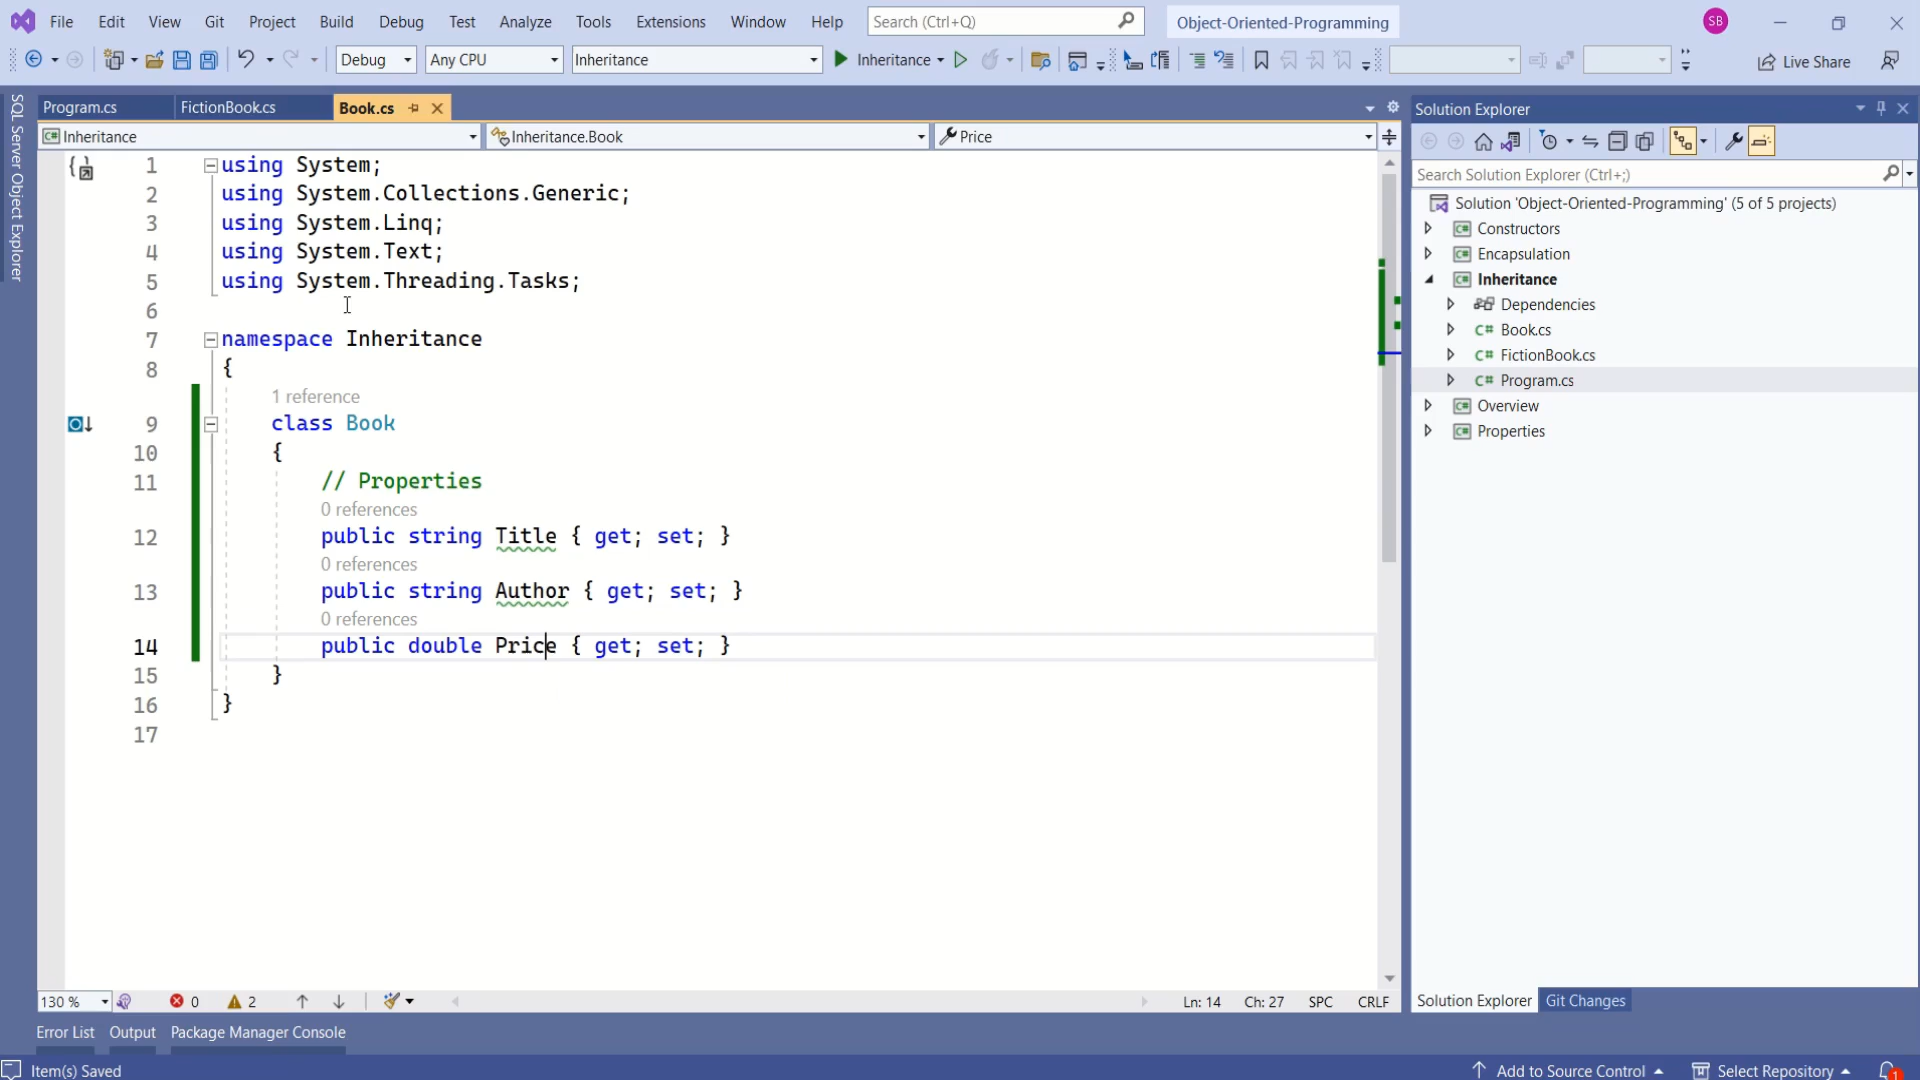 File Edit View Git Project Build Debug Test Analyze Tools Extensions Window Help Search (Ctrl+Q) Object-Oriented-Programming SB
Debug Any CPU Inheritance Inheritance Live Share
SQL Server Object Explorer
Program.cs FictionBook.cs Book.cs
Inheritance Inheritance.Book Price
1 using System;
2 using System.Collections.Generic;
3 using System.Linq;
4 using System.Text;
5 using System.Threading.Tasks;
6
7 namespace Inheritance
8 {
1 reference
9 class Book
10 {
11 // Properties
0 references
12 public string Title { get; set; }
0 references
13 public string Author { get; set; }
0 references
14 public double Price { get; set; }
15 }
16 }
17
130 % 0 2 Ln: 14 Ch: 27 SPC CRLF
Solution Explorer
Search Solution Explorer (Ctrl+;)
Solution 'Object-Oriented-Programming' (5 of 5 projects)
C# Constructors
C# Encapsulation
C# Inheritance
Dependencies
C# Book.cs
C# FictionBook.cs
C# Program.cs
C# Overview
C# Properties
Solution Explorer Git Changes
Error List Output Package Manager Console
Item(s) Saved Add to Source Control Select Repository 1